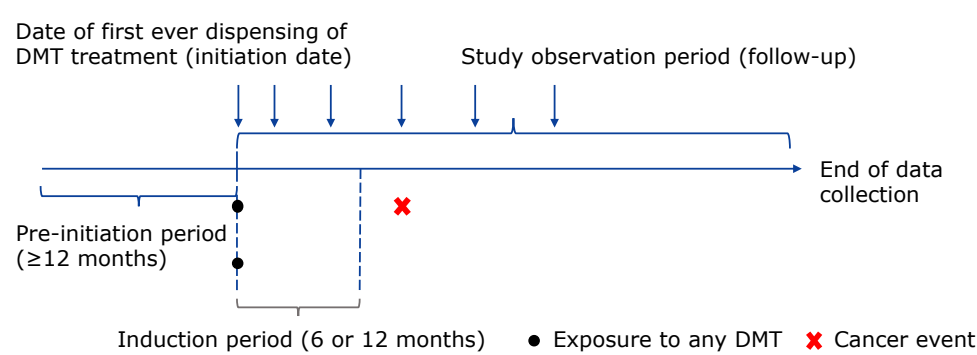 Date of first ever dispensing of
DMT treatment (initiation date)
Study observation period (follow-up)
End of data
collection
Pre-initiation period
(≥12 months)
Induction period (6 or 12 months)
Exposure to any DMT
Cancer event